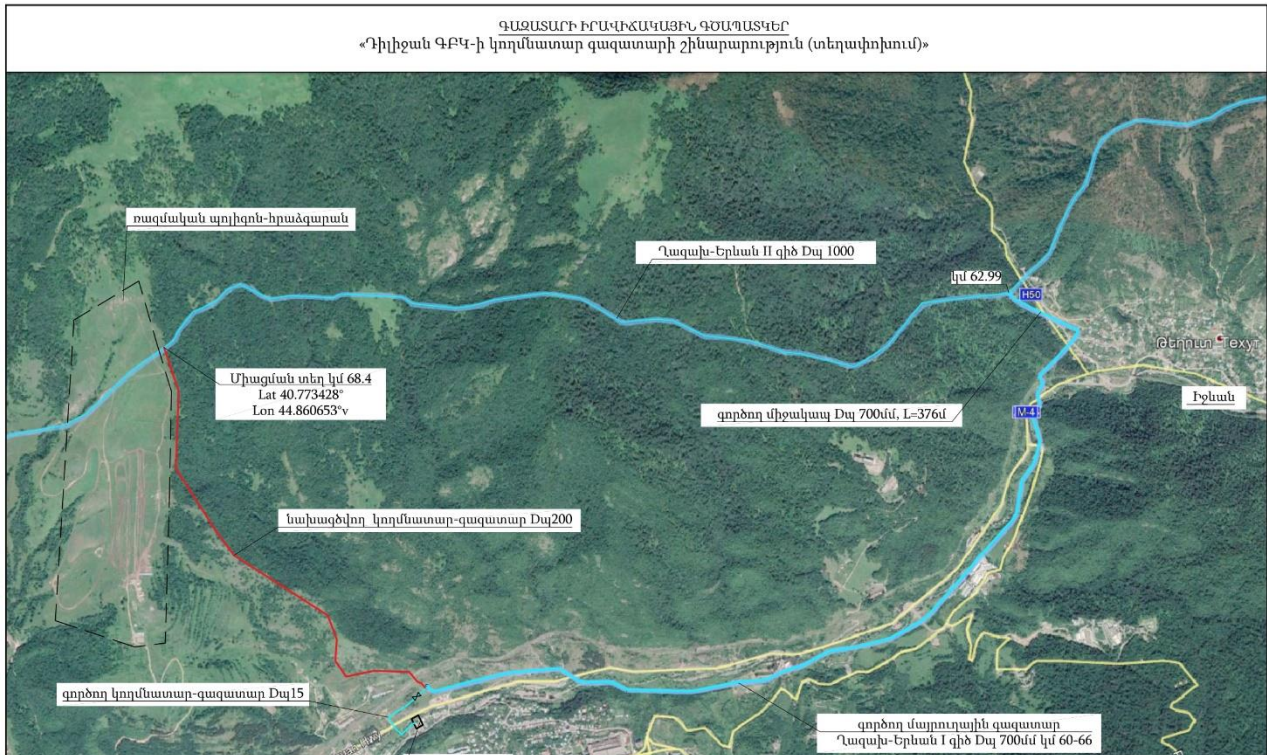 ԳԱԶԱՏԱՐԻ ԻՐԱՎԻՃԱԿԱՅԻՆ ԳԾԱՊԱՏԿԵՐ
«Դիլիջան ԳԲԿ-ի կողմնատար գազատարի շինարարություն (տեղափոխում)»
ռազմական պոլիգոն-հրաձգարան
Ղազախ-Երևան II գիծ Dպ 1000
կմ 62.99
H50
Թեղուտ Техут
Միացման տեղ կմ 68.4
Lat 40.773428°
Lon 44.860653°v
գործող միջակապ Dպ 700մմ, L=376մ
Իջևան
M-4
նախագծվող կողմնատար-գազատար Dպ200
գործող կողմնատար-գազատար Dպ15
գործող մայրուղային գազատար
Ղազախ-Երևան I գիծ Dպ 700մմ կմ 60-66